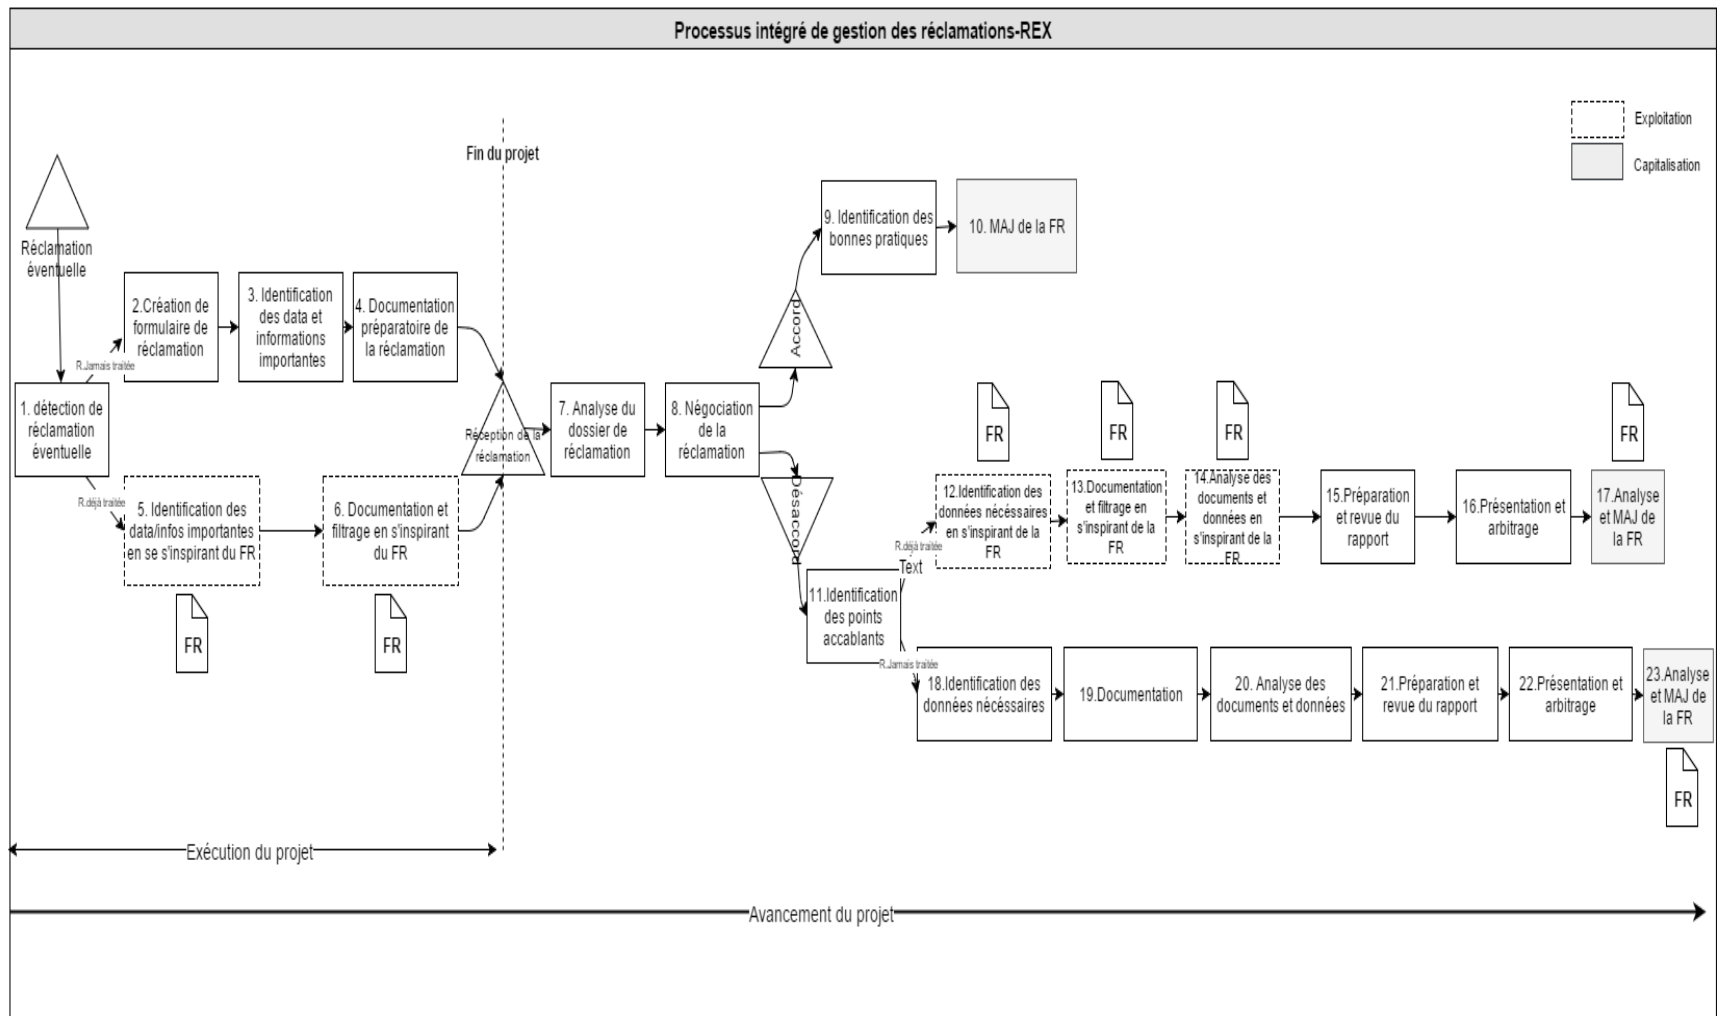 Processus intégré de gestion des réclamations-REX
Exploitation
Capitalisation
Fin du projet
Réclamation
éventuelle
1. détection de
réclamation
éventuelle
R.Jamais traitée
2.Création de
formulaire de
réclamation
3. Identification
des data et
informations
importantes
4. Documentation
préparatoire de
la réclamation
R.déjà traitée
5. Identification des
data/infos importantes
en se s'inspirant du FR
FR
6. Documentation et
filtrage en s'inspirant
du FR
FR
Réception de la
réclamation
7. Analyse du
dossier de
réclamation
8. Négociation
de la
réclamation
Accord
9. Identification des
bonnes pratiques
10. MAJ de la FR
Désaccord
11.Identification
des points
accablants
R.déjà traitée
Text
FR
12.Identification des
données nécéssaires
en s'inspirant de la
FR
FR
13.Documentation
et filtrage en
s'inspirant de la
FR
FR
14.Analyse des
documents et
données en
s'inspirant de la
FR
15.Préparation
et revue du
rapport
16.Présentation et
arbitrage
FR
17.Analyse
et MAJ de
la FR
R.Jamais traitée
18.Identification des
données nécéssaires
19.Documentation
20. Analyse des
documents et données
21.Préparation et
revue du rapport
22.Présentation et
arbitrage
23.Analyse
et MAJ de
la FR
FR
Exécution du projet
Avancement du projet